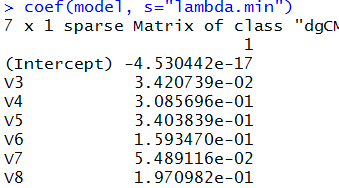 > coef(model, s="lambda.min")
7 x 1 sparse Matrix of class "dgCM
1
(Intercept) -4.530442e-17
V3 3.420739e-02
V4 3.085696e-01
V5 3.403839e-01
V6 1.593470e-01
V7 5.489116e-02
V8 1.970982e-01